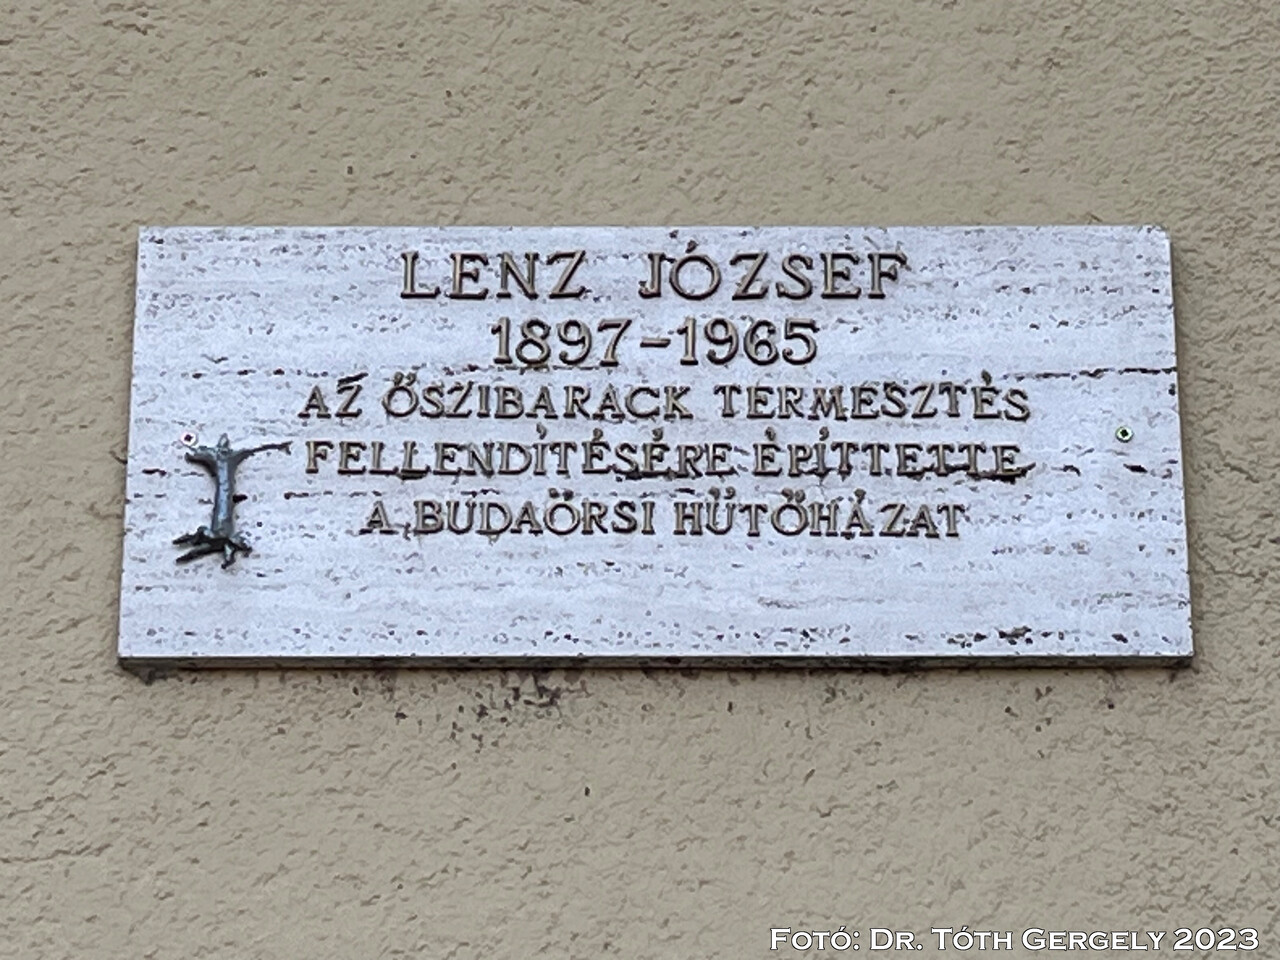 LENZ JÓZSEF
1897-1965
AZ ŐSZIBARACK TERMESZTÉS
FELLENDÍTÉSÉRE ÉPÍTTETTE
A BUDAÖRSI HŰTŐHÁZAT
Fotó: Dr. Tóth Gergely 2023